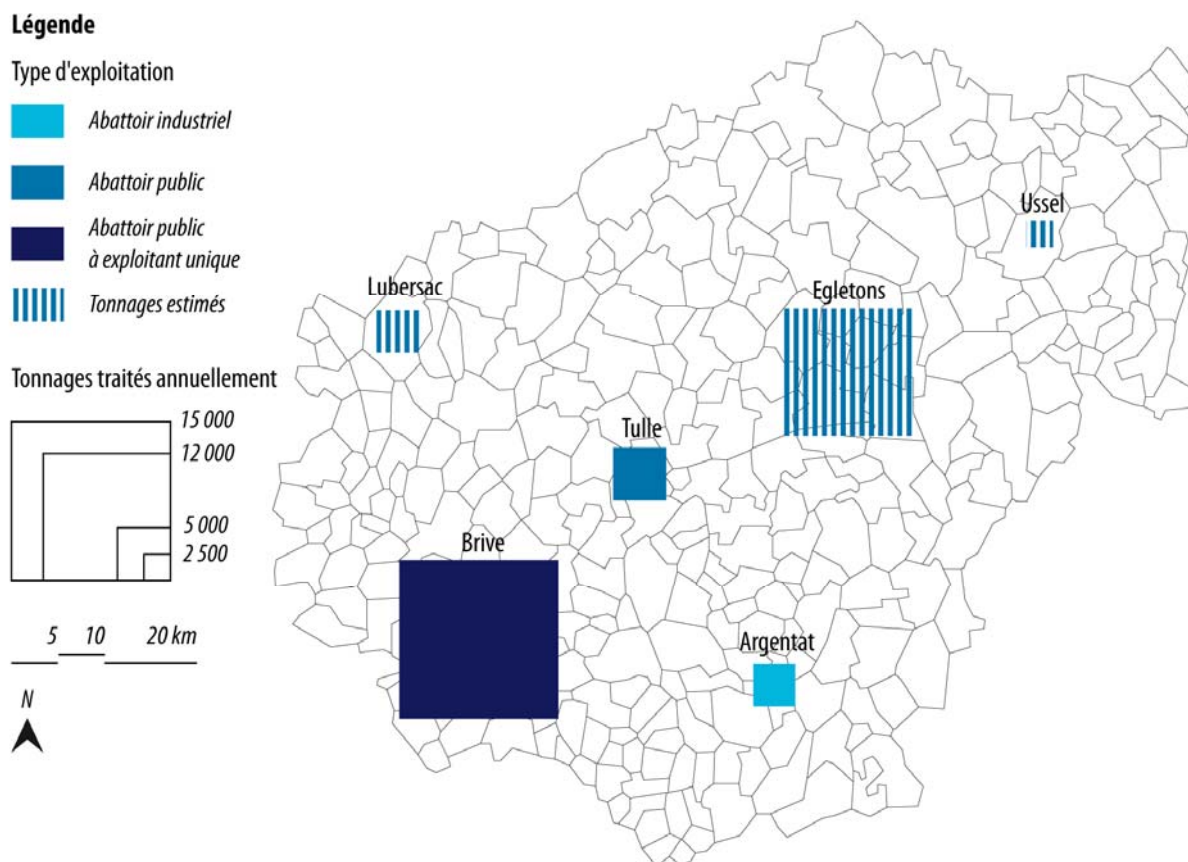 Légende
Type d'exploitation
Abattoir industriel
Abattoir public
Abattoir public
à exploitant unique
Tonnages estimés
Tonnages traités annuellement
15 000
12 000
5 000
2 500
5 10 20 km
N
Ussel
Lubersac
Egletons
Tulle
Brive
Argentat